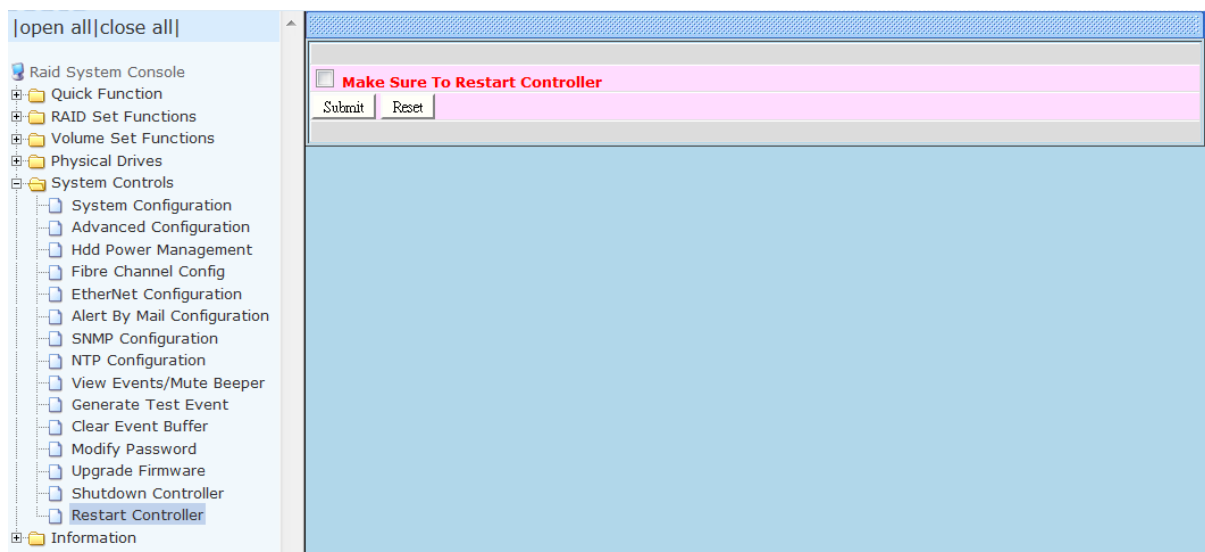 |open all|close all|
Raid System Console
Quick Function
RAID Set Functions
Volume Set Functions
Physical Drives
System Controls
System Configuration
Advanced Configuration
Hdd Power Management
Fibre Channel Config
EtherNet Configuration
Alert By Mail Configuration
SNMP Configuration
NTP Configuration
View Events/Mute Beeper
Generate Test Event
Clear Event Buffer
Modify Password
Upgrade Firmware
Shutdown Controller
Restart Controller
Information
Make Sure To Restart Controller
Submit Reset